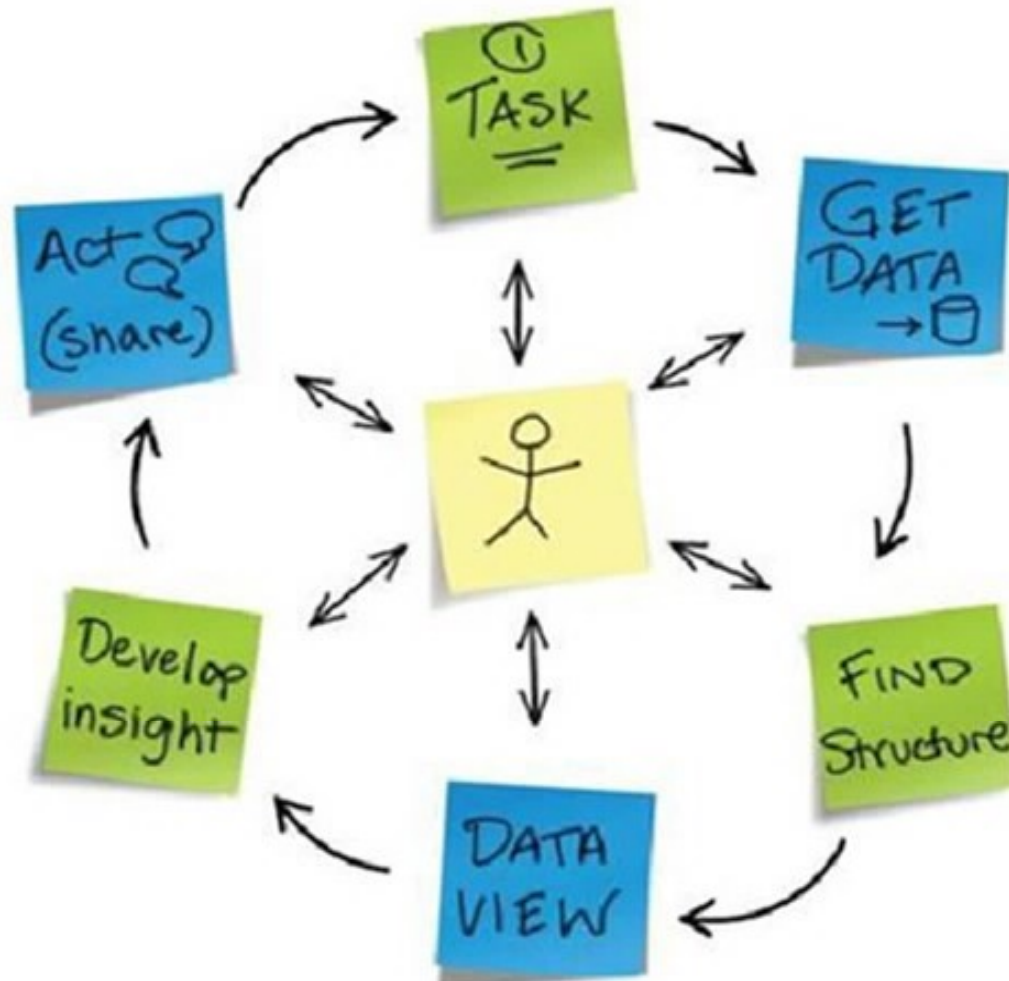 ①
TASK
GET
DATA
FIND
Structure
DATA
VIEW
Develop
insight
Act
(share)